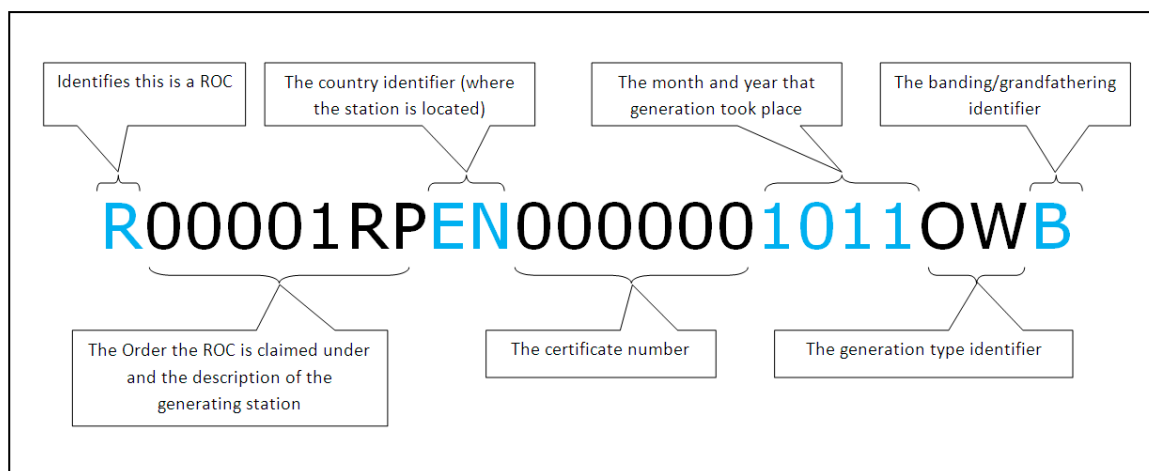 Identifies this is a ROC
The country identifier (where
the station is located)
The month and year that
generation took place
The banding/grandfathering
identifier
R00001RPEN0000001011OWB
The Order the ROC is claimed under
and the description of the
generating station
The certificate number
The generation type identifier